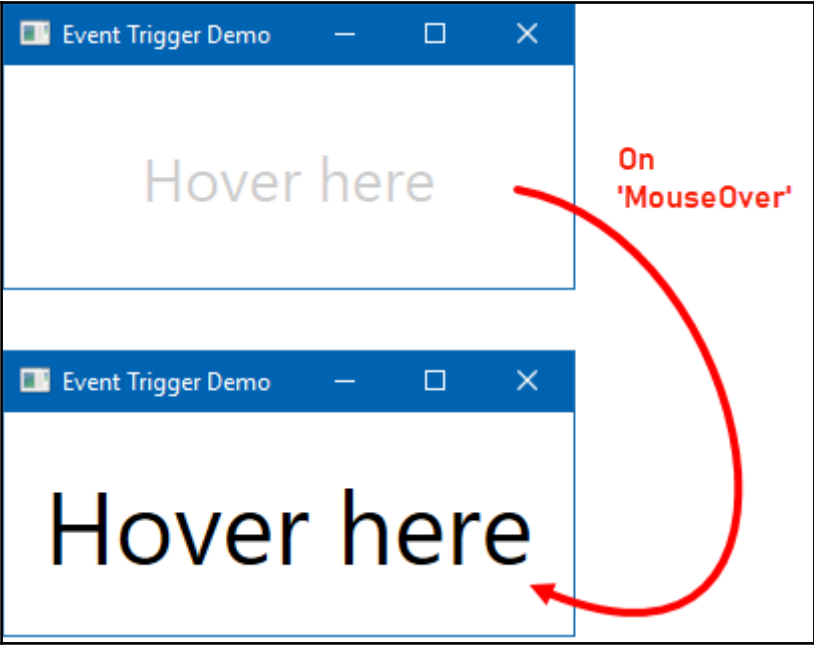 Event Trigger Demo
Hover here
On
'MouseOver'
Event Trigger Demo
Hover here